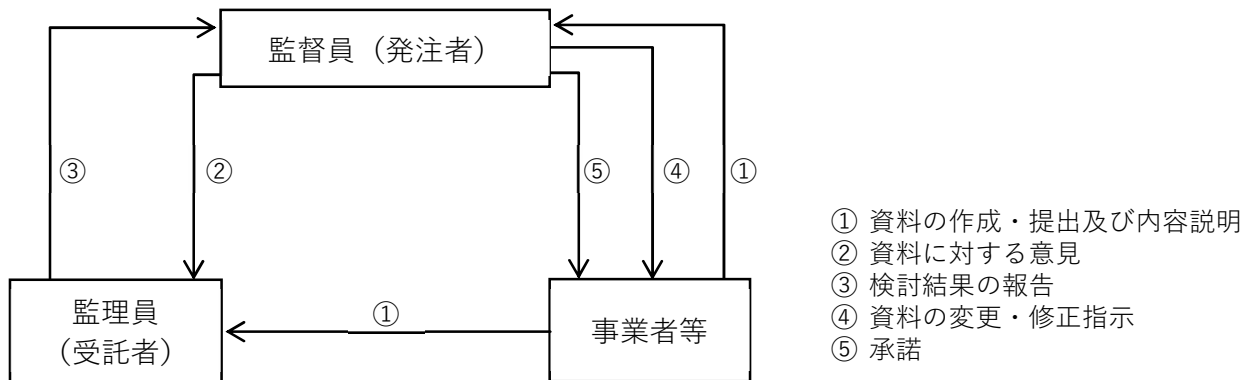 監督員（発注者）
③
②
⑤
④
①
① 資料の作成・提出及び内容説明
② 資料に対する意見
③ 検討結果の報告
④ 資料の変更・修正指示
⑤ 承諾
監理員
（受託者）
①
事業者等